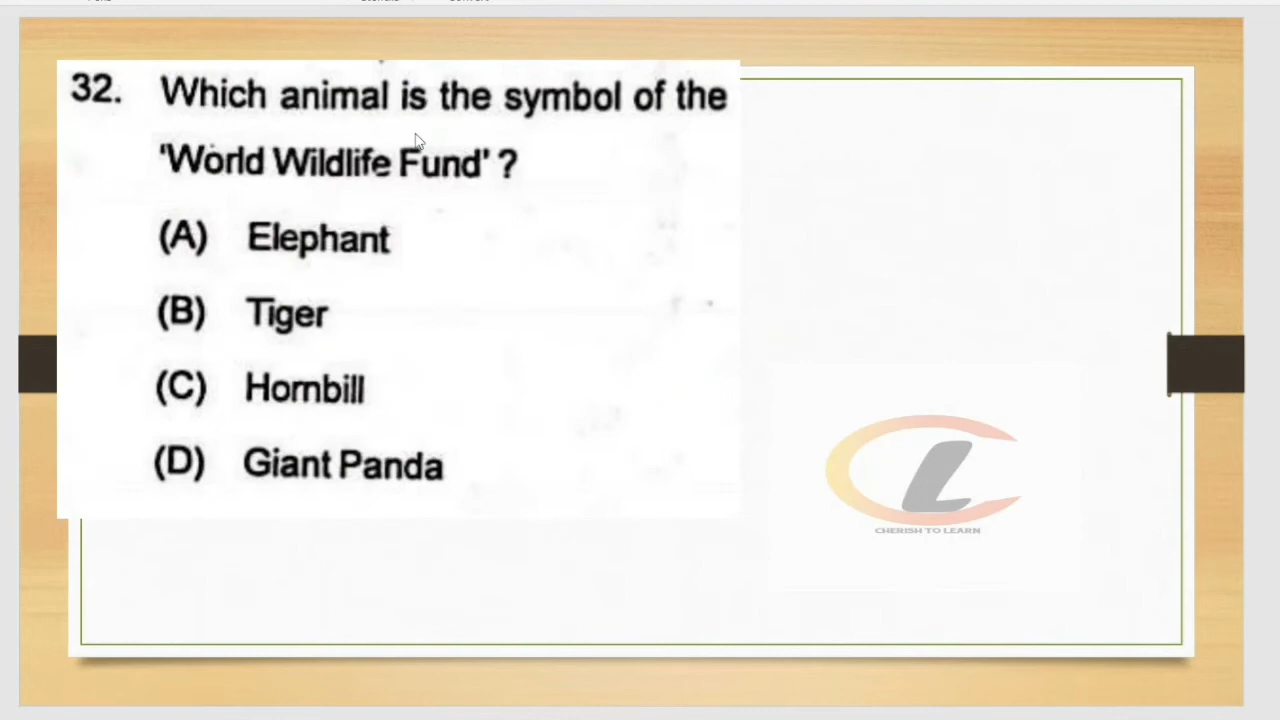 32. Which animal is the symbol of the
'World Wildlife Fund' ?
(A) Elephant
(B) Tiger
(C) Hornbill
(D) Giant Panda
CL
CHERISH TO LEARN